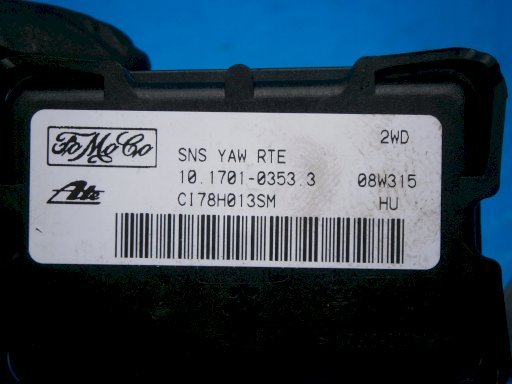 FoMoCo
2WD
SNS YAW RTE
10.1701-0353.3 08W315
Ate
CI78H013SM HU